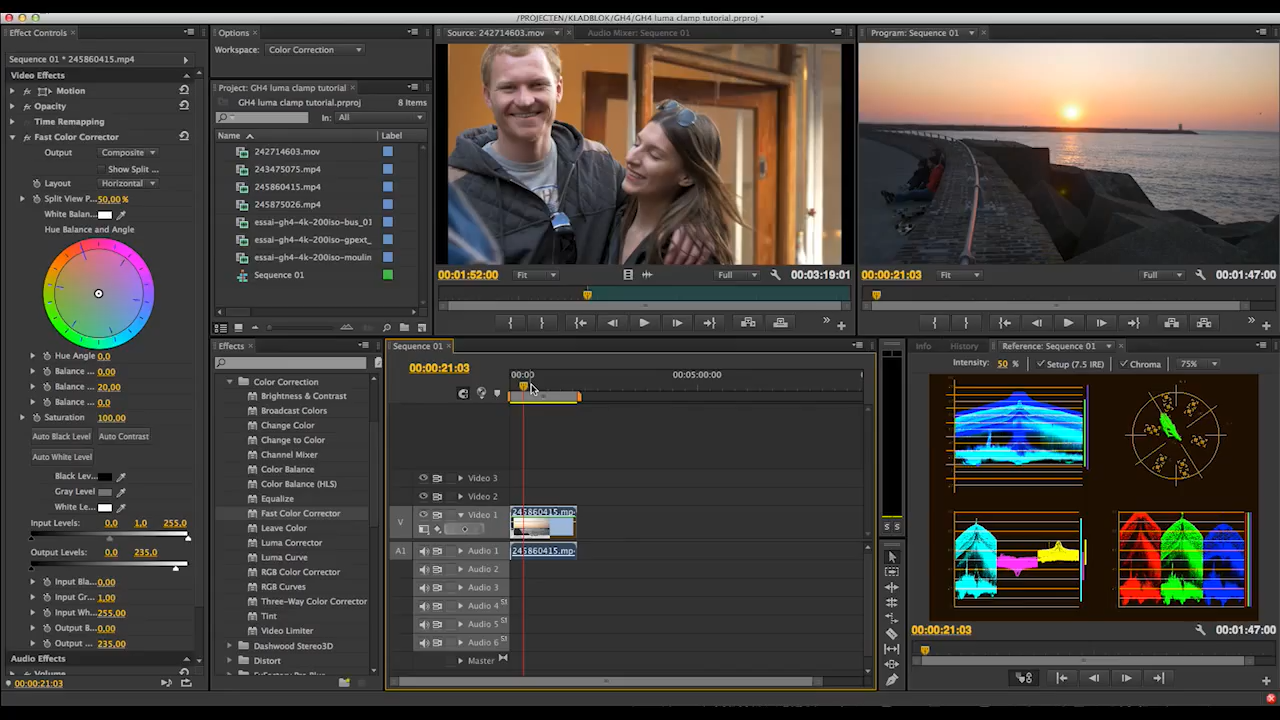 /PROJECTEN/KLADBLOK/GH4/GH4 luma clamp tutorial.prproj *
Effect Controls
Sequence 01 * 245860415.mp4
Video Effects
Motion
Opacity
Time Remapping
Fast Color Corrector
Output Composite
Show Split ...
Layout Horizontal
Split View P... 50,00 %
White Balan...
Hue Balance and Angle
Hue Angle 0,0
Balance ... 0,00
Balance ... 20,00
Balance ... 0,0
Saturation 100,00
Auto Black Level Auto Contrast
Auto White Level
Black Lev...
Gray Level
White Le...
Input Levels: 0.0 1.0 255.0
Output Levels: 0.0 235.0
Input Bla... 0,00
Input Gr... 1,00
Input Wh... 255,00
Output B... 0,00
Output ... 235,00
Audio Effects
Volume
00:00:21:03
Options
Workspace: Color Correction
Project: GH4 luma clamp tutorial
GH4 luma clamp tutorial.prproj 8 Items
In: All
Name Label
242714603.mov
243475075.mp4
245860415.mp4
245875026.mp4
essai-gh4-4k-200iso-bus_01
essai-gh4-4k-200iso-gpext_
essai-gh4-4k-200iso-moulin
Sequence 01
Source: 242714603.mov Audio Mixer: Sequence 01
00:01:52:00 Fit Full 00:03:19:01
Program: Sequence 01
00:00:21:03 Fit Full 00:01:47:00
Effects
Color Correction
Brightness & Contrast
Broadcast Colors
Change Color
Change to Color
Channel Mixer
Color Balance
Color Balance (HLS)
Equalize
Fast Color Corrector
Leave Color
Luma Corrector
Luma Curve
RGB Color Corrector
RGB Curves
Three-Way Color Corrector
Tint
Video Limiter
Dashwood Stereo3D
Distort
Sequence 01
00:00:21:03
00:00 00:05:00:00
Video 3
Video 2
V Video 1 245860415.mp
A1 Audio 1 245860415.mp
Audio 2
Audio 3
Audio 4
Audio 5
Audio 6
Master
S S
Info History Reference: Sequence 01
Intensity: 50 % Setup (7.5 IRE) Chroma 75%
00:00:21:03 00:01:47:00